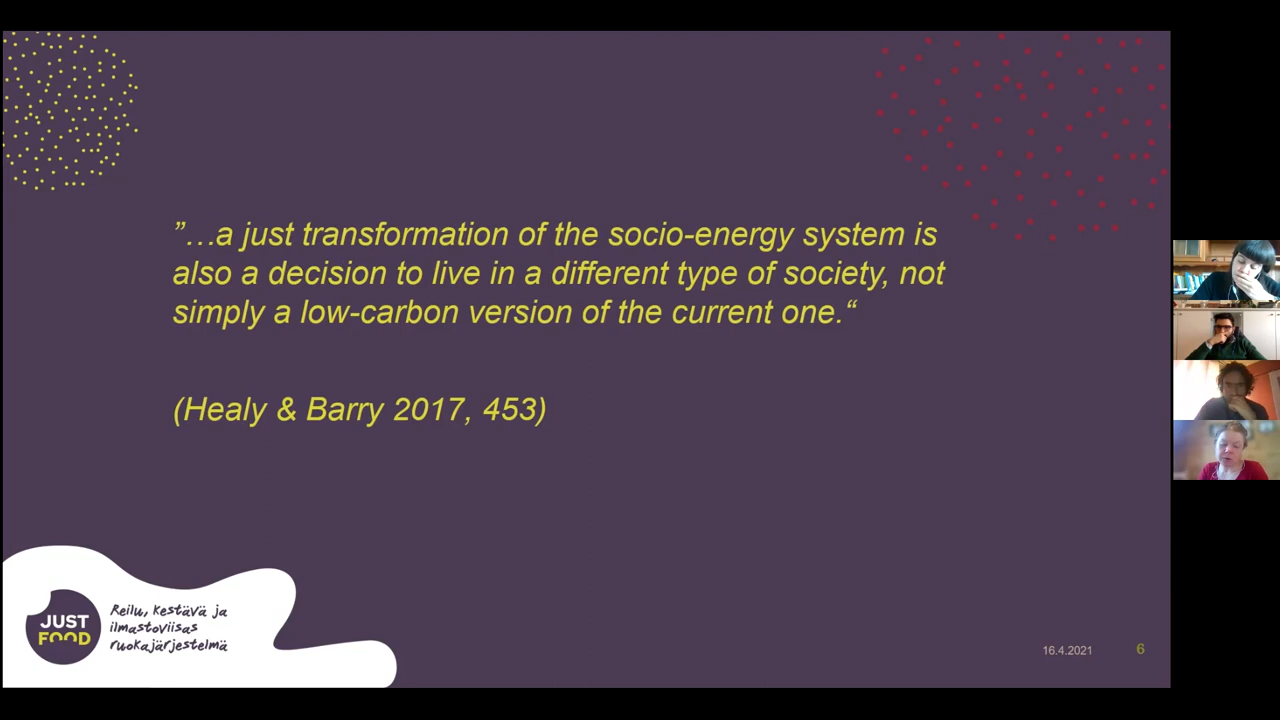 ”…a just transformation of the socio-energy system is
also a decision to live in a different type of society, not
simply a low-carbon version of the current one.“
(Healy & Barry 2017, 453)
JUST
FOOD
Reilu, kestävä ja
ilmastoviisas
ruokajärjestelmä
16.4.2021
6